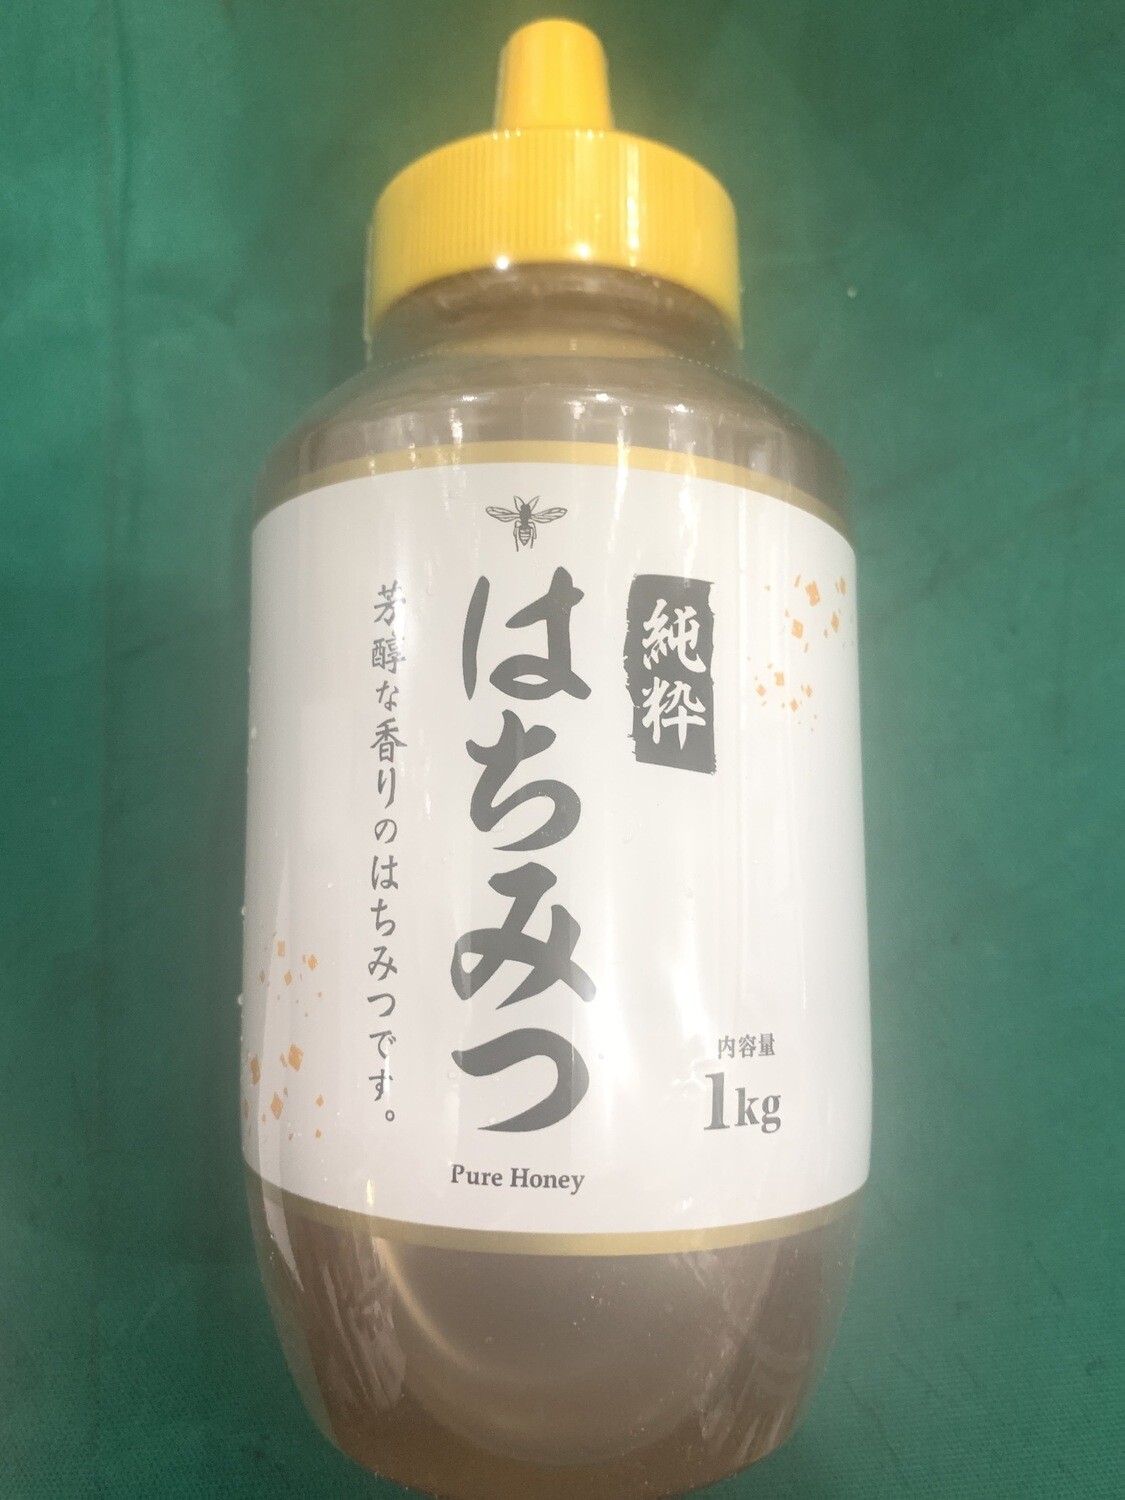 純粋
はちみつ
芳醇な香りのはちみつです。
内容量
1kg
Pure Honey